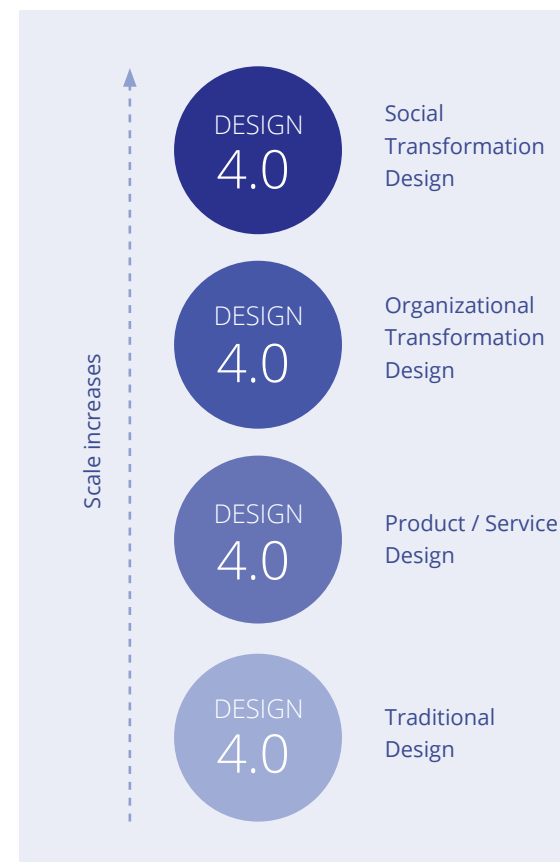 DESIGN
4.0
Social
Transformation
Design
DESIGN
4.0
Organizational
Transformation
Design
Scale increases
DESIGN
4.0
Product / Service
Design
DESIGN
4.0
Traditional
Design